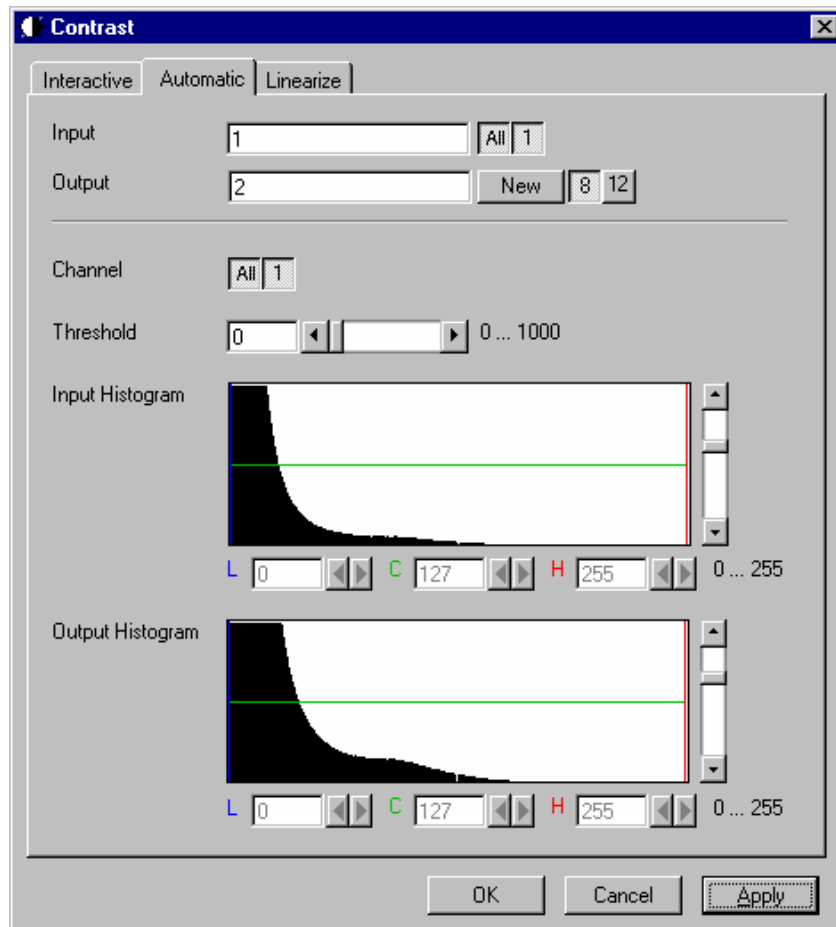 Contrast
Interactive Automatic Linearize
Input 1 All 1
Output 2 New 8 12
Channel All 1
Threshold 0 0 ... 1000
Input Histogram
L 0 C 127 H 255 0 ... 255
Output Histogram
L 0 C 127 H 255 0 ... 255
OK Cancel Apply